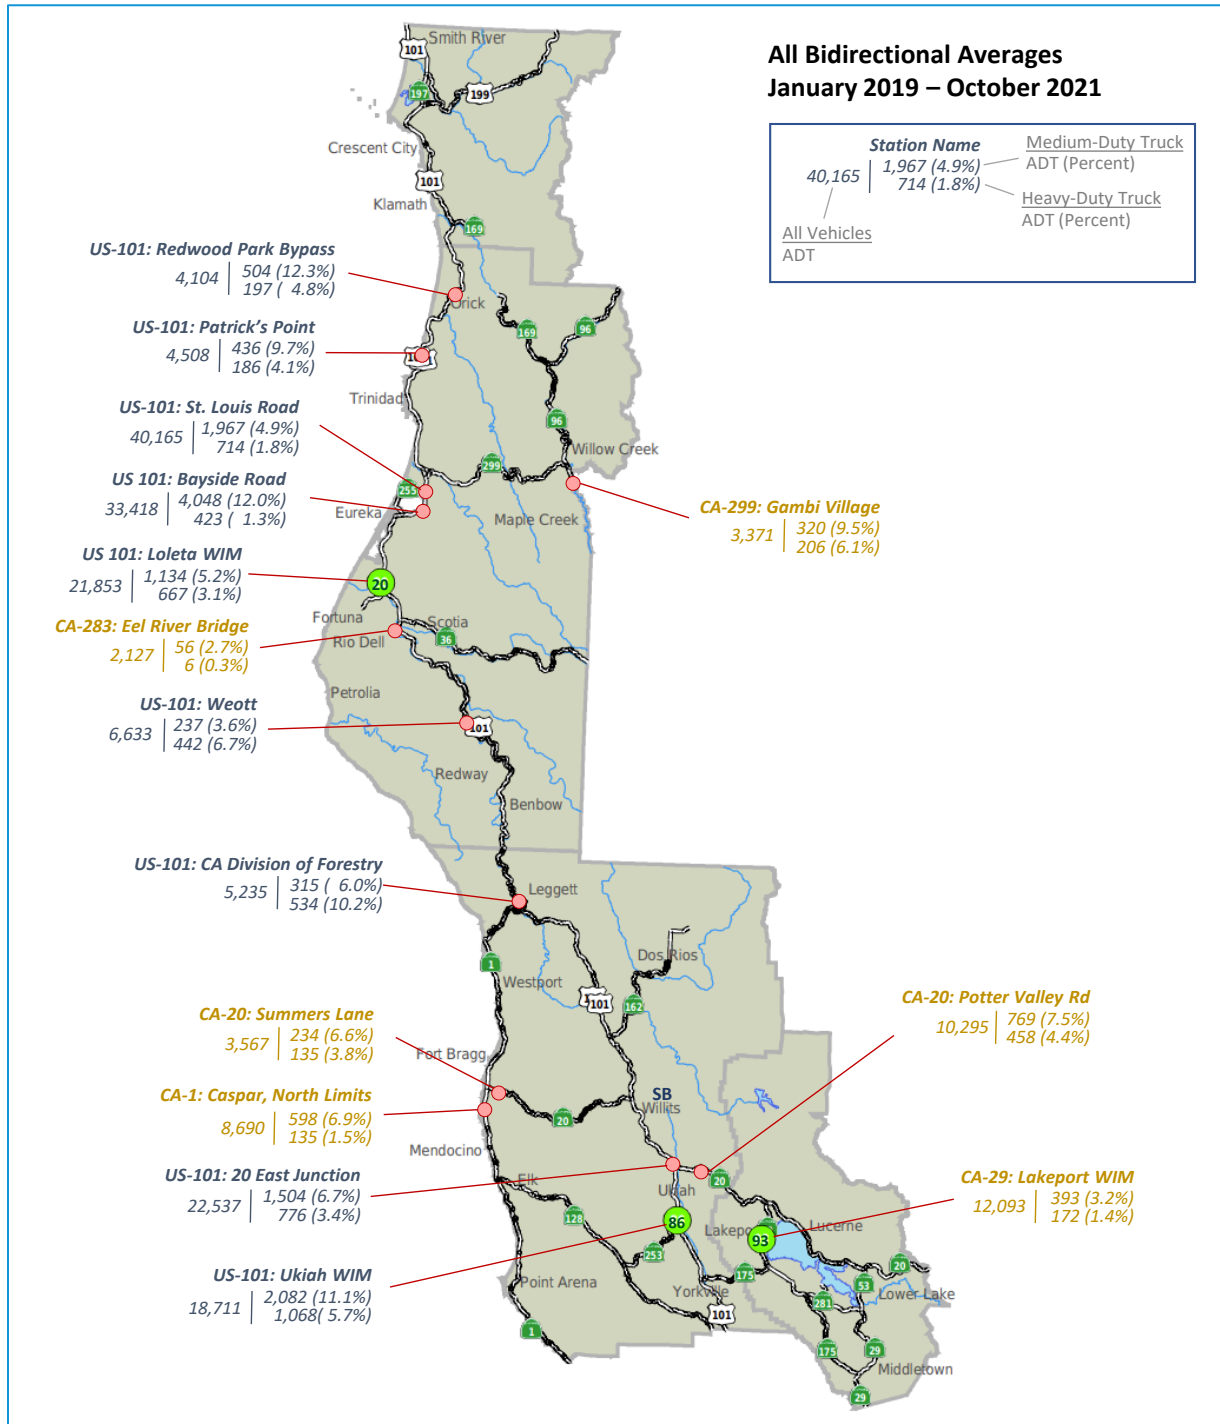 All Bidirectional Averages
January 2019 – October 2021
Station Name
40,165
1,967 (4.9%)
714 (1.8%)
Medium-Duty Truck
ADT (Percent)
Heavy-Duty Truck
ADT (Percent)
All Vehicles
ADT
101
Smith River
197
199
Crescent City
101
Klamath
169
US-101: Redwood Park Bypass
4,104
504 (12.3%)
197 ( 4.8%)
Orick
169
96
US-101: Patrick's Point
4,508
436 (9.7%)
186 (4.1%)
Trinidad
US-101: St. Louis Road
40,165
1,967 (4.9%)
714 (1.8%)
96
Willow Creek
299
US 101: Bayside Road
33,418
4,048 (12.0%)
423 ( 1.3%)
255
Eureka
Maple Creek
CA-299: Gambi Village
3,371
320 (9.5%)
206 (6.1%)
US 101: Loleta WIM
21,853
1,134 (5.2%)
667 (3.1%)
20
Fortuna
Scotia
CA-283: Eel River Bridge
2,127
56 (2.7%)
6 (0.3%)
Rio Dell
36
Petrolia
US-101: Weott
6,633
237 (3.6%)
442 (6.7%)
101
Redway
Benbow
US-101: CA Division of Forestry
5,235
315 ( 6.0%)
534 (10.2%)
Leggett
Dos Rios
1
Westport
101
162
CA-20: Potter Valley Rd
10,295
769 (7.5%)
458 (4.4%)
CA-20: Summers Lane
3,567
234 (6.6%)
135 (3.8%)
Fort Bragg
SB
Willits
CA-1: Caspar, North Limits
8,690
598 (6.9%)
135 (1.5%)
20
Mendocino
US-101: 20 East Junction
22,537
1,504 (6.7%)
776 (3.4%)
Elk
Ukiah
20
CA-29: Lakeport WIM
12,093
393 (3.2%)
172 (1.4%)
128
86
Lakeport
93
Lucerne
253
US-101: Ukiah WIM
18,711
2,082 (11.1%)
1,068( 5.7%)
Point Arena
Yorkville
175
20
53
Lower Lake
281
101
1
175
29
Middletown
29